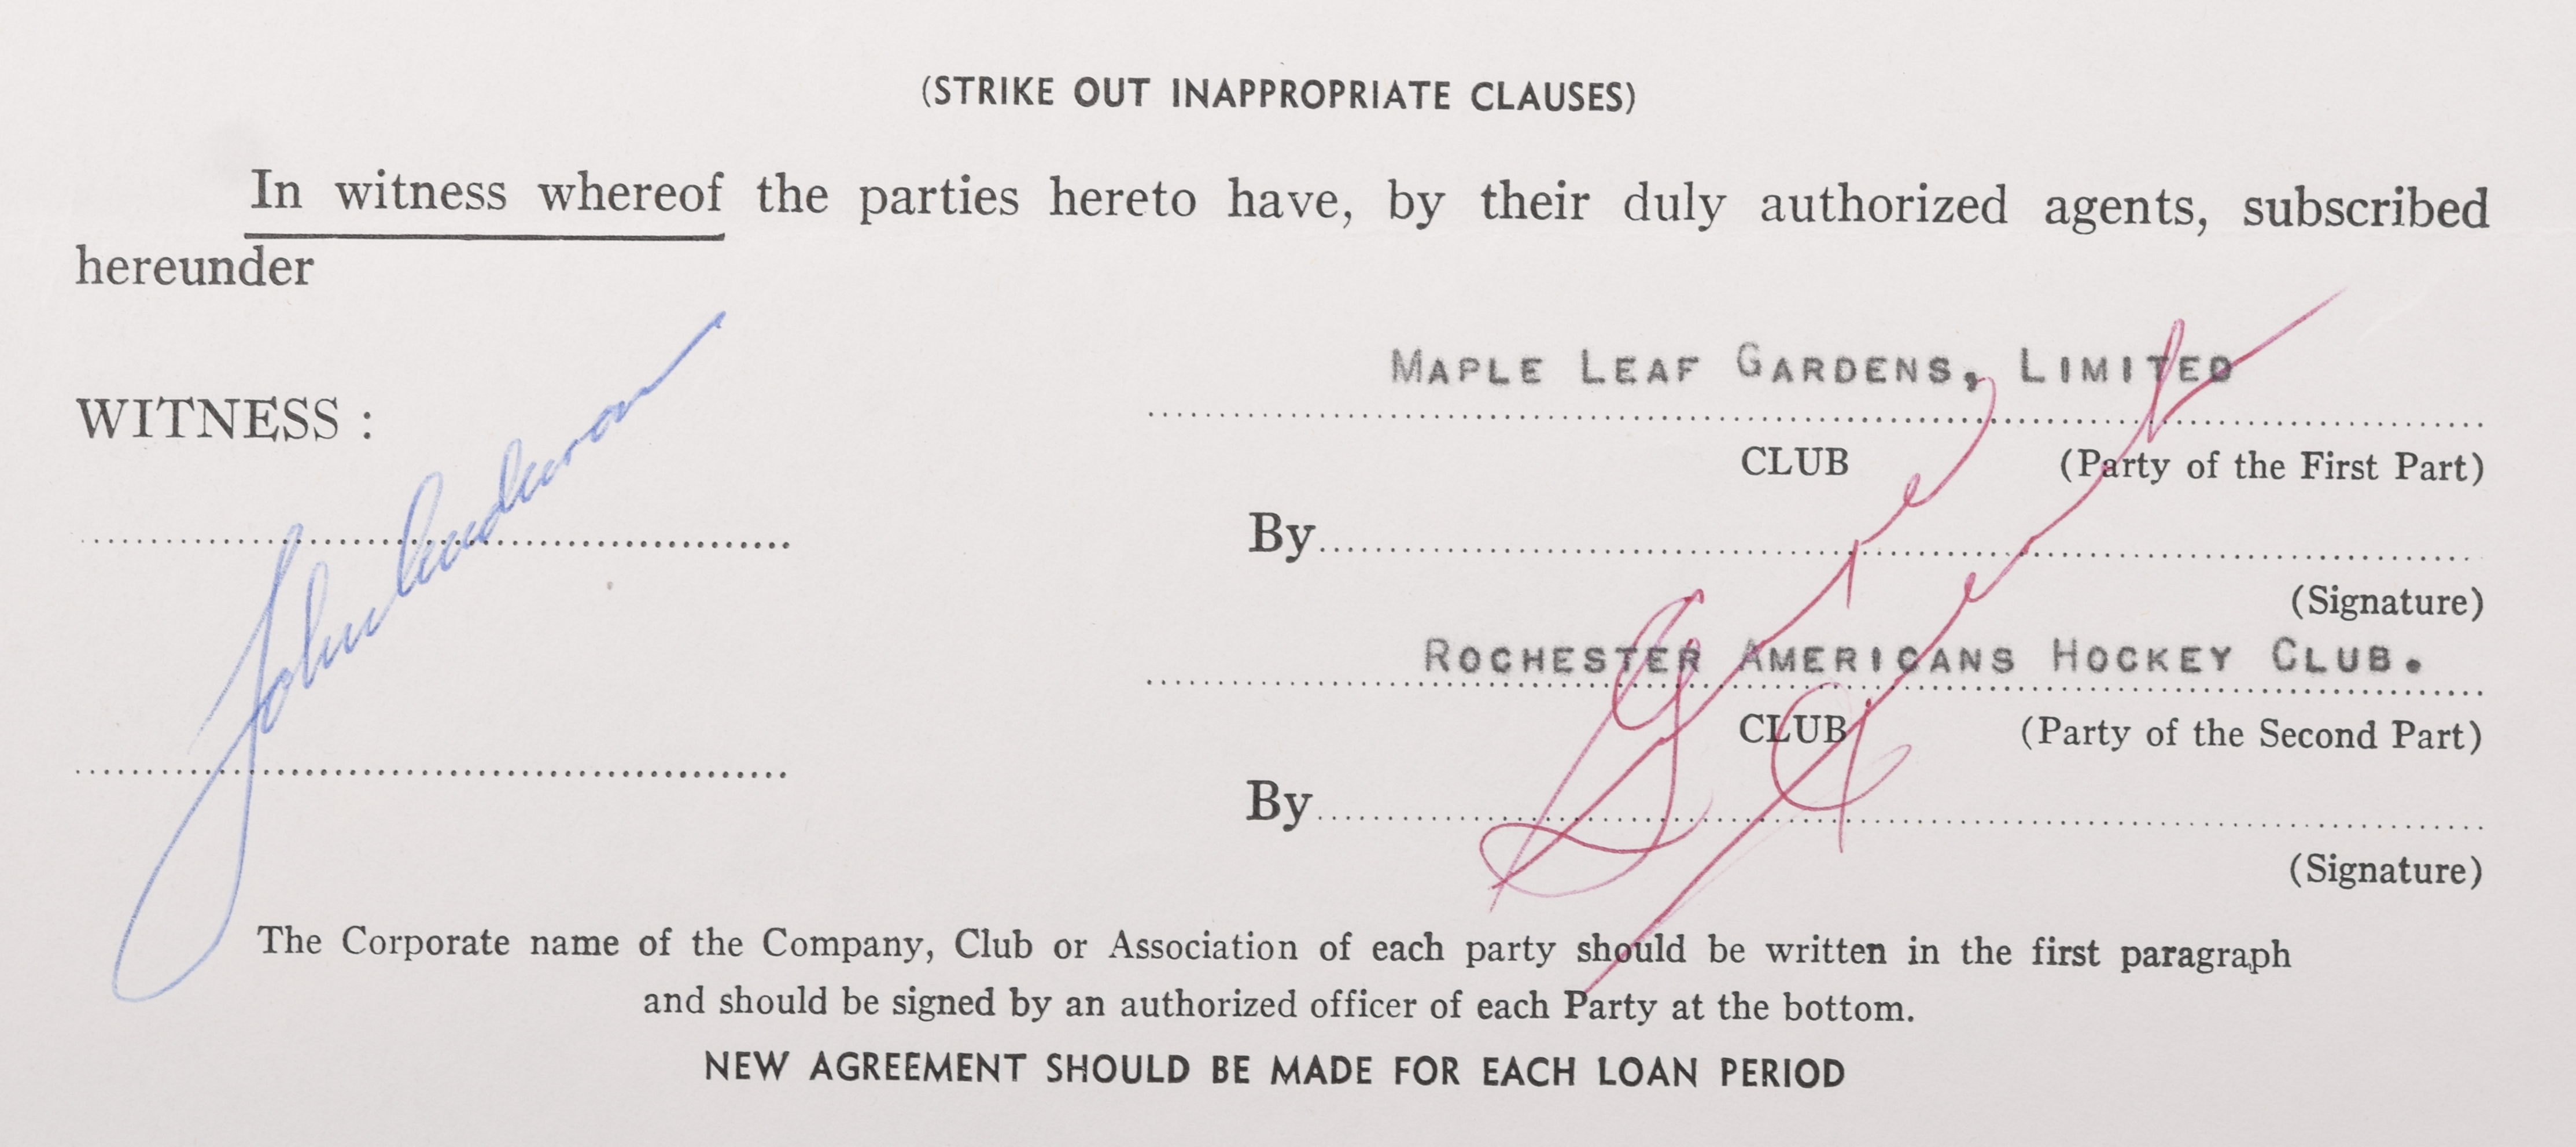 (STRIKE OUT INAPPROPRIATE CLAUSES)
In witness whereof the parties hereto have, by their duly authorized agents, subscribed
hereunder
MAPLE LEAF GARDENS, LIMITED
WITNESS :
CLUB (Party of the First Part)
By
(Signature)
John Anderson
ROCHESTER AMERICANS HOCKEY CLUB.
CLUB (Party of the Second Part)
By
(Signature)
The Corporate name of the Company, Club or Association of each party should be written in the first paragraph
and should be signed by an authorized officer of each Party at the bottom.
NEW AGREEMENT SHOULD BE MADE FOR EACH LOAN PERIOD